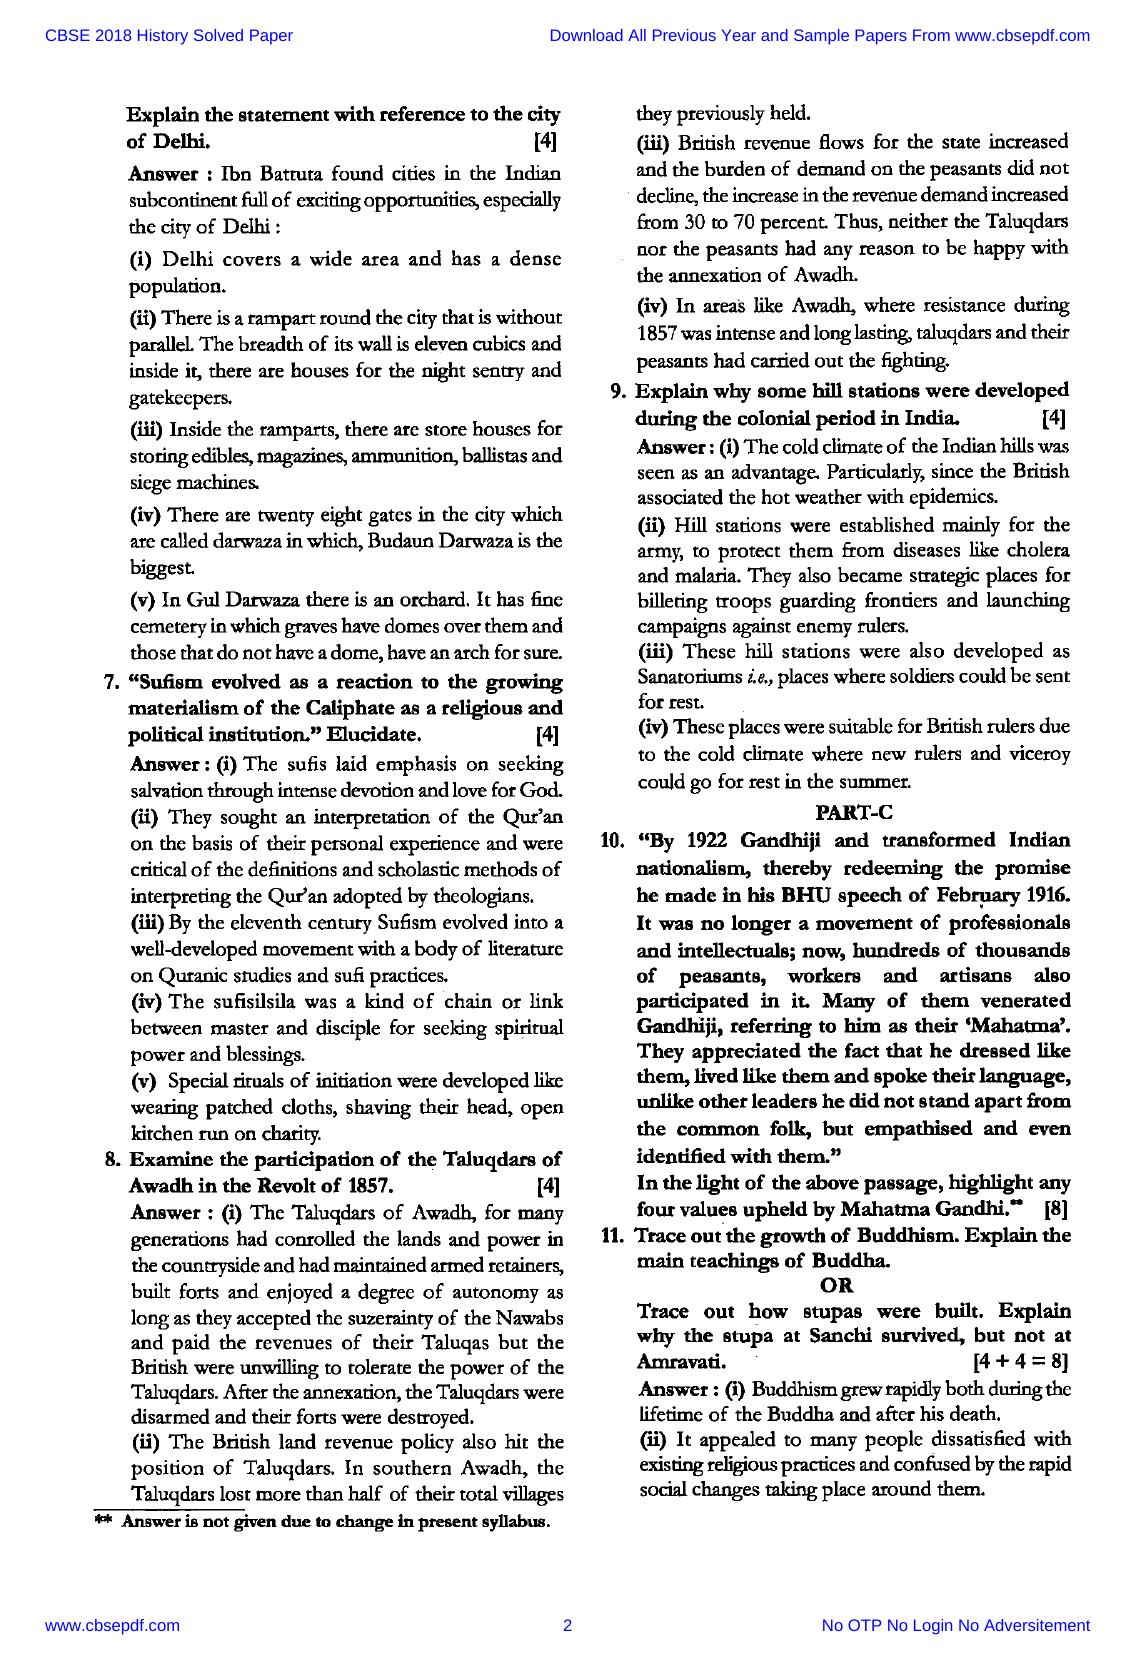 CBSE 2018 History Solved Paper
Download All Previous Year and Sample Papers From www.cbsepdf.com
Explain the statement with reference to the city
of Delhi. [4]
Answer : Ibn Battuta found cities in the Indian
subcontinent full of exciting opportunities, especially
the city of Delhi :
(i) Delhi covers a wide area and has a dense
population.
(ii) There is a rampart round the city that is without
parallel. The breadth of its wall is eleven cubics and
inside it, there are houses for the night sentry and
gatekeepers.
(iii) Inside the ramparts, there are store houses for
storing edibles, magazines, ammunition, ballistas and
siege machines.
(iv) There are twenty eight gates in the city which
are called darwaza in which, Budaun Darwaza is the
biggest.
(v) In Gul Darwaza there is an orchard. It has fine
cemetery in which graves have domes over them and
those that do not have a dome, have an arch for sure.
7. “Sufism evolved as a reaction to the growing
materialism of the Caliphate as a religious and
political institution.” Elucidate. [4]
Answer : (i) The sufis laid emphasis on seeking
salvation through intense devotion and love for God.
(ii) They sought an interpretation of the Qur’an
on the basis of their personal experience and were
critical of the definitions and scholastic methods of
interpreting the Qur’an adopted by theologians.
(iii) By the eleventh century Sufism evolved into a
well-developed movement with a body of literature
on Quranic studies and sufi practices.
(iv) The sufisilsila was a kind of chain or link
between master and disciple for seeking spiritual
power and blessings.
(v) Special rituals of initiation were developed like
wearing patched cloths, shaving their head, open
kitchen run on charity.
8. Examine the participation of the Taluqdars of
Awadh in the Revolt of 1857. [4]
Answer : (i) The Taluqdars of Awadh, for many
generations had conrolled the lands and power in
the countryside and had maintained armed retainers,
built forts and enjoyed a degree of autonomy as
long as they accepted the suzerainty of the Nawabs
and paid the revenues of their Taluqas but the
British were unwilling to tolerate the power of the
Taluqdars. After the annexation, the Taluqdars were
disarmed and their forts were destroyed.
(ii) The British land revenue policy also hit the
position of Taluqdars. In southern Awadh, the
Taluqdars lost more than half of their total villages
** Answer is not given due to change in present syllabus.
they previously held.
(iii) British revenue flows for the state increased
and the burden of demand on the peasants did not
decline, the increase in the revenue demand increased
from 30 to 70 percent. Thus, neither the Taluqdars
nor the peasants had any reason to be happy with
the annexation of Awadh.
(iv) In areas like Awadh, where resistance during
1857 was intense and long lasting, taluqdars and their
peasants had carried out the fighting.
9. Explain why some hill stations were developed
during the colonial period in India. [4]
Answer : (i) The cold climate of the Indian hills was
seen as an advantage. Particularly, since the British
associated the hot weather with epidemics.
(ii) Hill stations were established mainly for the
army, to protect them from diseases like cholera
and malaria. They also became strategic places for
billeting troops guarding frontiers and launching
campaigns against enemy rulers.
(iii) These hill stations were also developed as
Sanatoriums i.e., places where soldiers could be sent
for rest.
(iv) These places were suitable for British rulers due
to the cold climate where new rulers and viceroy
could go for rest in the summer.
PART-C
10. “By 1922 Gandhiji and transformed Indian
nationalism, thereby redeeming the promise
he made in his BHU speech of February 1916.
It was no longer a movement of professionals
and intellectuals; now, hundreds of thousands
of peasants, workers and artisans also
participated in it. Many of them venerated
Gandhiji, referring to him as their ‘Mahatma’.
They appreciated the fact that he dressed like
them, lived like them and spoke their language,
unlike other leaders he did not stand apart from
the common folk, but empathised and even
identified with them.”
In the light of the above passage, highlight any
four values upheld by Mahatma Gandhi.** [8]
11. Trace out the growth of Buddhism. Explain the
main teachings of Buddha.
OR
Trace out how stupas were built. Explain
why the stupa at Sanchi survived, but not at
Amravati. [4 + 4 = 8]
Answer : (i) Buddhism grew rapidly both during the
lifetime of the Buddha and after his death.
(ii) It appealed to many people dissatisfied with
existing religious practices and confused by the rapid
social changes taking place around them.
www.cbsepdf.com
2
No OTP No Login No Adversitement